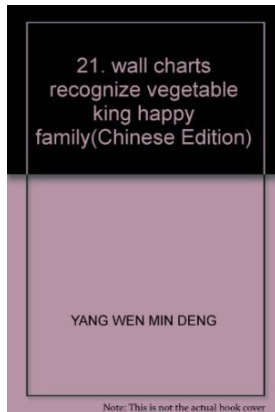 21. wall charts
recognize vegetable
king happy
family(Chinese Edition)
YANG WEN MIN DENG
Note: This is not the actual book cover